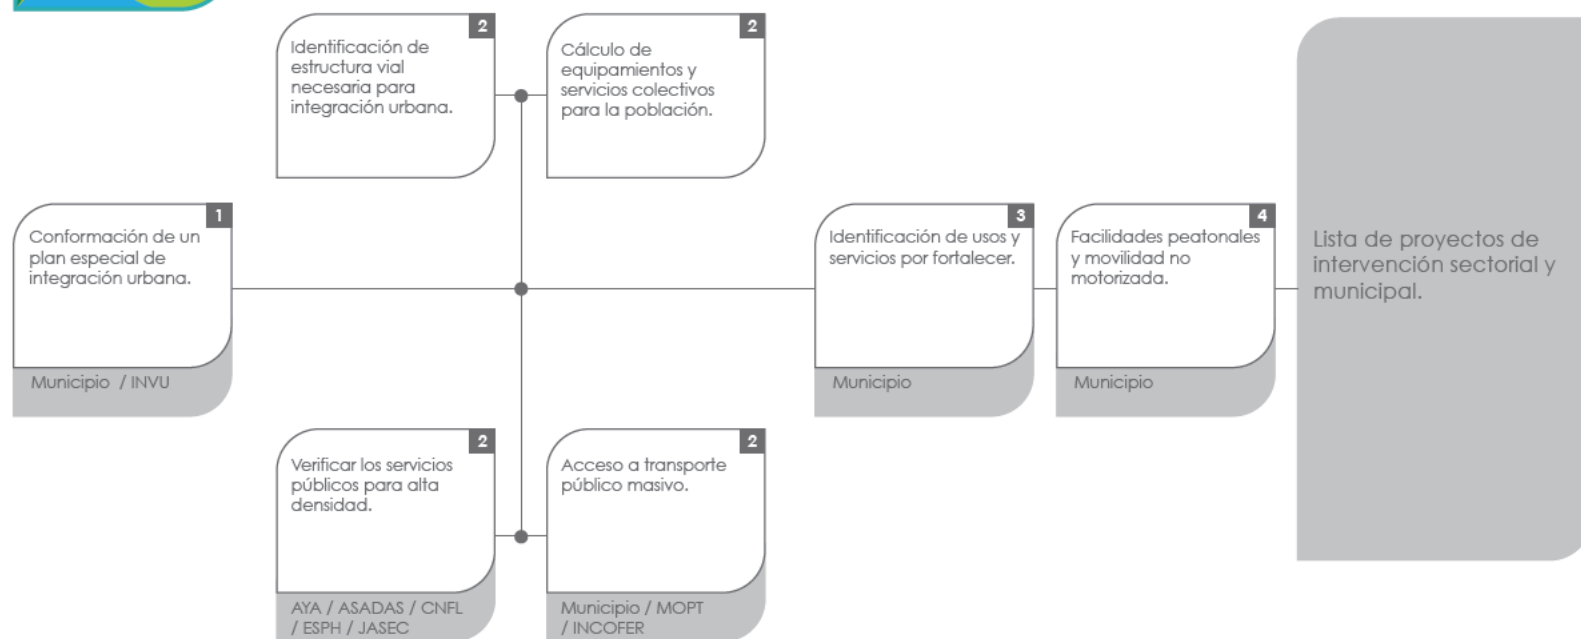 2
Identificación de
estructura vial
necesaria para
integración urbana.
2
Cálculo de
equipamientos y
servicios colectivos
para la población.
1
Conformación de un
plan especial de
integración urbana.
Municipio / INVU
3
Identificación de usos y
servicios por fortalecer.
Municipio
4
Facilidades peatonales
y movilidad no
motorizada.
Municipio
Lista de proyectos de
intervención sectorial y
municipal.
2
Verificar los servicios
públicos para alta
densidad.
AYA / ASADAS / CNFL
/ ESPH / JASEC
2
Acceso a transporte
público masivo.
Municipio / MOPT
/ INCOFER